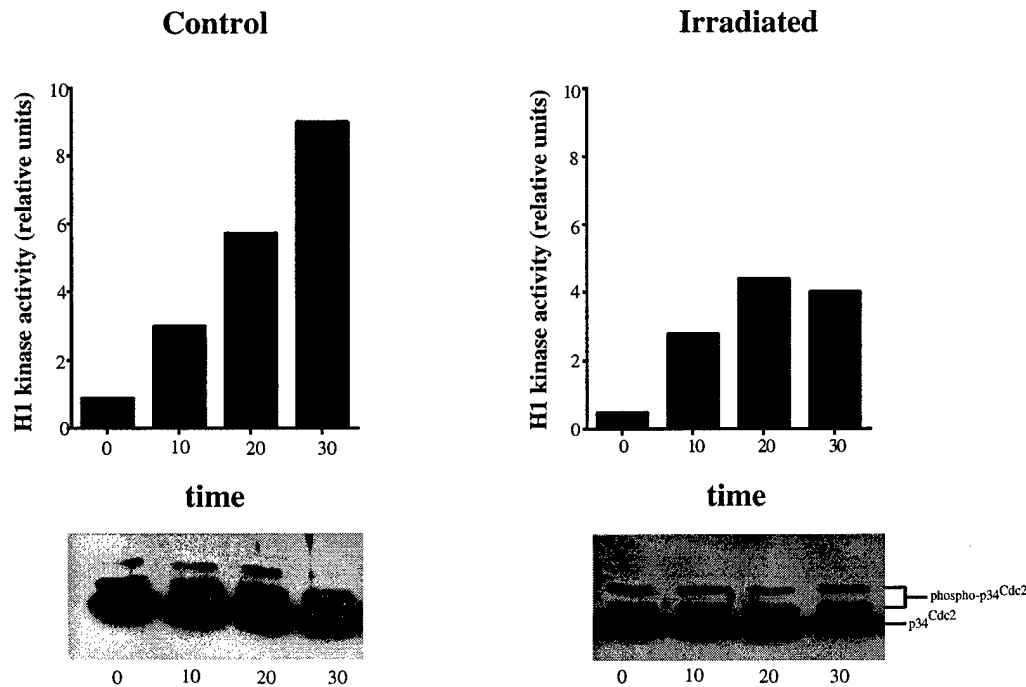 Control
H1 kinase activity (relative units)
10
8
6
4
2
0
0 10 20 30
time
0 10 20 30
Irradiated
H1 kinase activity (relative units)
10
8
6
4
2
0
0 10 20 30
time
phospho-p34Cdc2
p34Cdc2
0 10 20 30